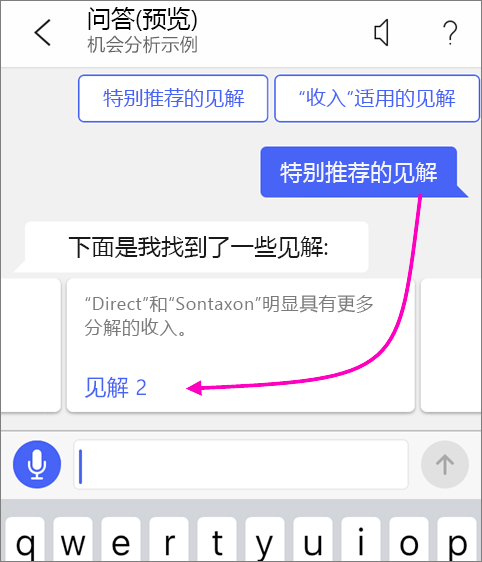 问答(预览)
机会分析示例
?
特别推荐的见解
“收入”适用的见解
特别推荐的见解
下面是我找到了一些见解:
“Direct”和“Sontaxon”明显具有更多
分解的收入。
见解 2
q w e r t y u i o p